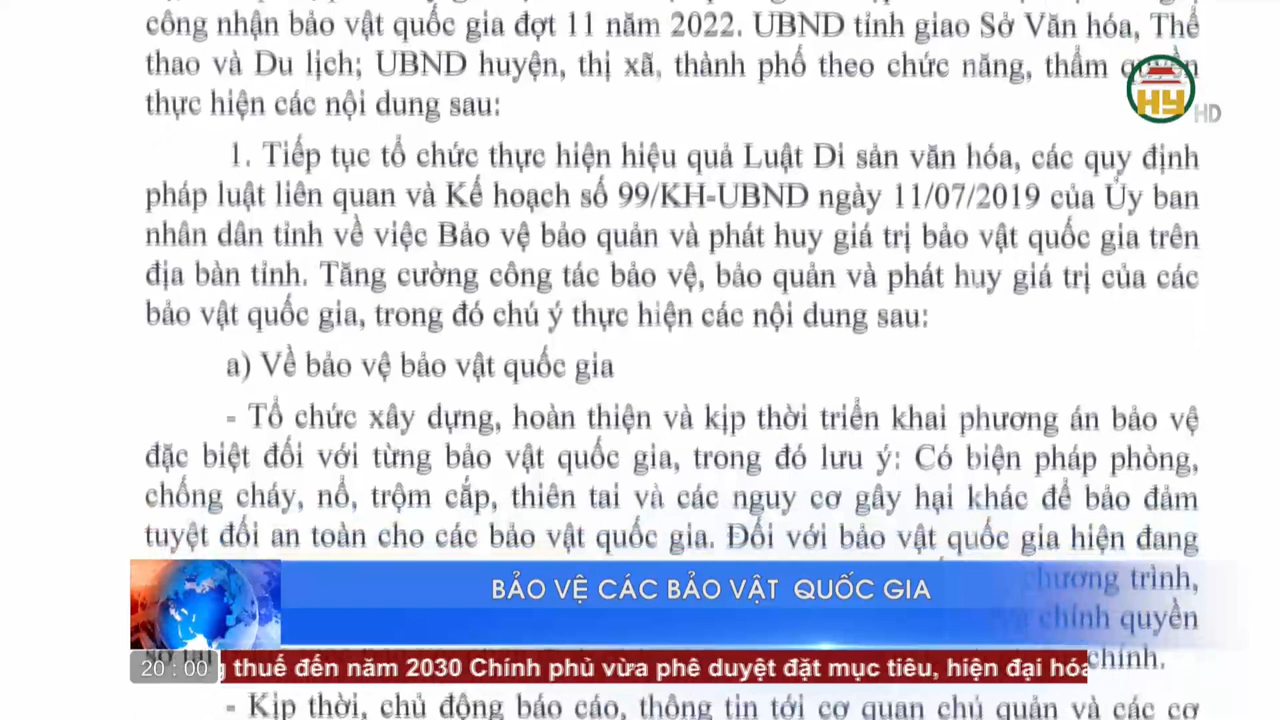 công nhận bảo vật quốc gia đợt 11 năm 2022. UBND tỉnh giao Sở Văn hóa, Thể
thao và Du lịch; UBND huyện, thị xã, thành phố theo chức năng, thẩm quyền
thực hiện các nội dung sau:
HY HD
1. Tiếp tục tổ chức thực hiện hiệu quả Luật Di sản văn hóa, các quy định
pháp luật liên quan và Kế hoạch số 99/KH-UBND ngày 11/07/2019 của Ủy ban
nhân dân tỉnh về việc Bảo vệ bảo quản và phát huy giá trị bảo vật quốc gia trên
địa bàn tỉnh. Tăng cường công tác bảo vệ, bảo quản và phát huy giá trị của các
bảo vật quốc gia, trong đó chú ý thực hiện các nội dung sau:
a) Về bảo vệ bảo vật quốc gia
- Tổ chức xây dựng, hoàn thiện và kịp thời triển khai phương án bảo vệ
đặc biệt đối với từng bảo vật quốc gia, trong đó lưu ý: Có biện pháp phòng,
chống cháy, nổ, trộm cắp, thiên tai và các nguy cơ gây hại khác để bảo đảm
tuyệt đối an toàn cho các bảo vật quốc gia. Đối với bảo vật quốc gia hiện đang
chương trình,
BẢO VỆ CÁC BẢO VẬT QUỐC GIA
chính quyền
chính.
20 : 00
thuế đến năm 2030 Chính phủ vừa phê duyệt đặt mục tiêu, hiện đại hóa
- Kịp thời, chủ động báo cáo, thông tin tới cơ quan chủ quản và các cơ